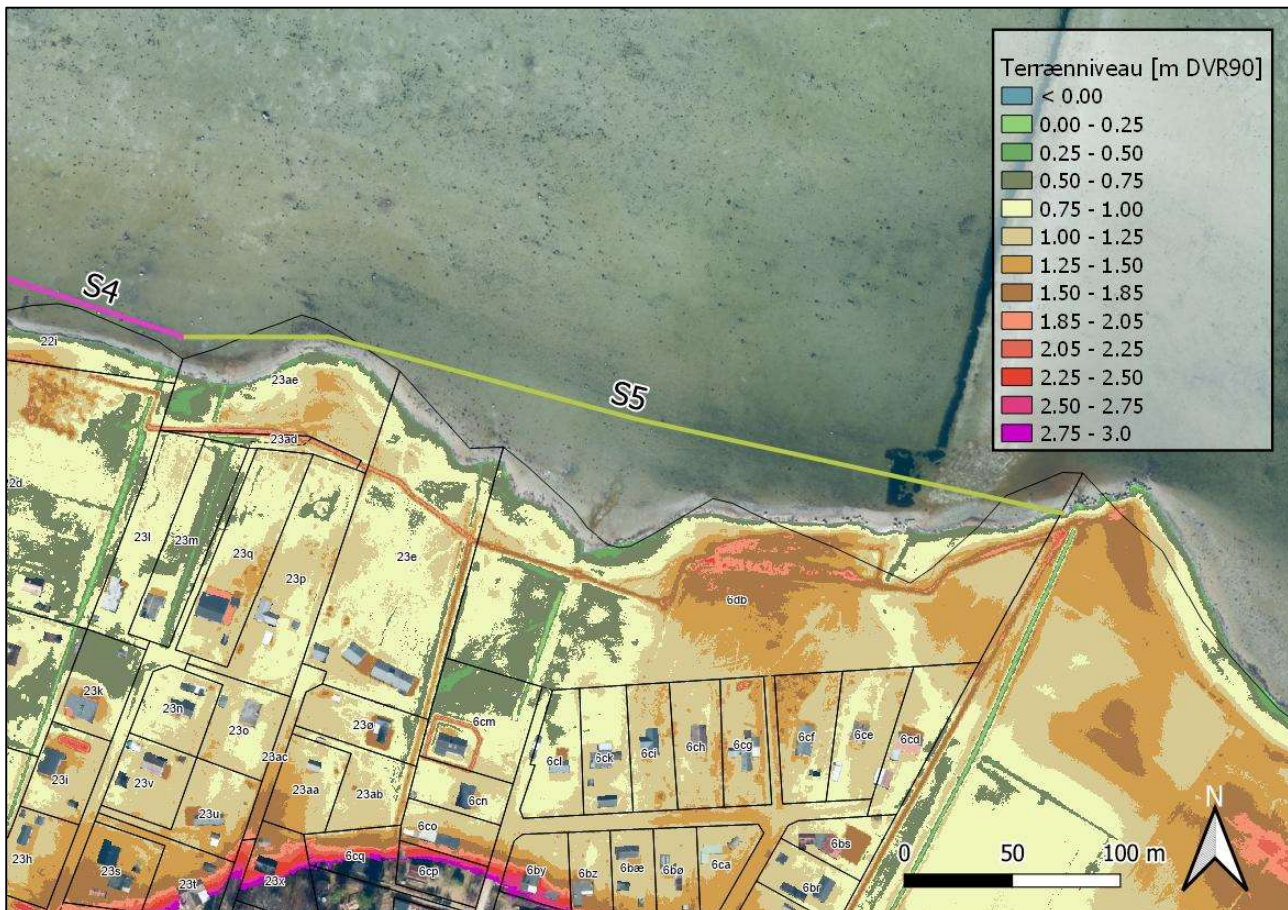 Terrænniveau [m DVR90]
< 0.00
0.00 - 0.25
0.25 - 0.50
0.50 - 0.75
0.75 - 1.00
1.00 - 1.25
1.25 - 1.50
1.50 - 1.85
1.85 - 2.05
2.05 - 2.25
2.25 - 2.50
2.50 - 2.75
2.75 - 3.0
S4
22i
23ae
S5
23ad
22d
23l
23m
23q
23p
23e
6db
23k
23n
23o
23ø
6cm
6cl
6ck
6ci
6ch
6cg
6cf
6ce
6cd
23i
23v
23ac
23aa
23ab
6cn
23u
6co
23h
23s
23t
23x
6cq
6cp
6by
6bz
6bæ
6bø
6ca
6bs
6br
N
0 50 100 m